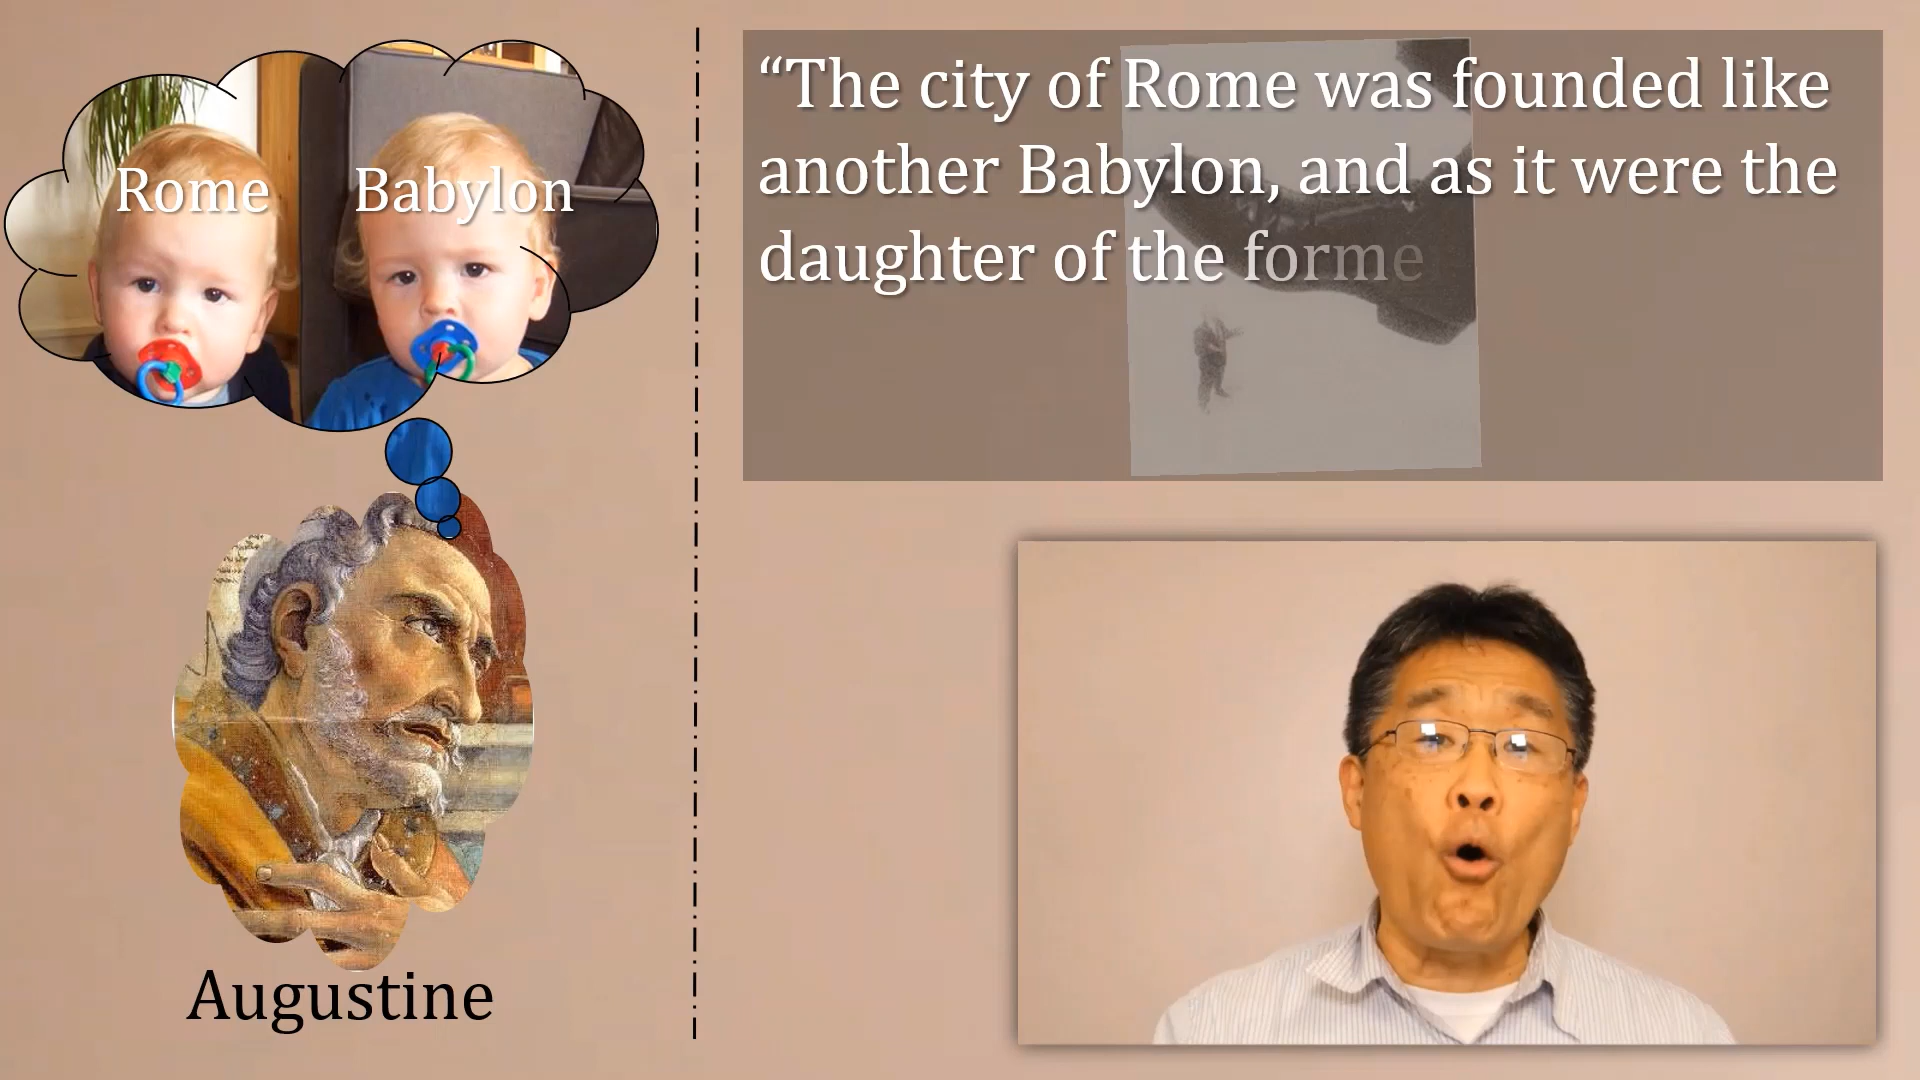 Rome Babylon
“The city of Rome was founded like
another Babylon, and as it were the
daughter of the forme
Augustine